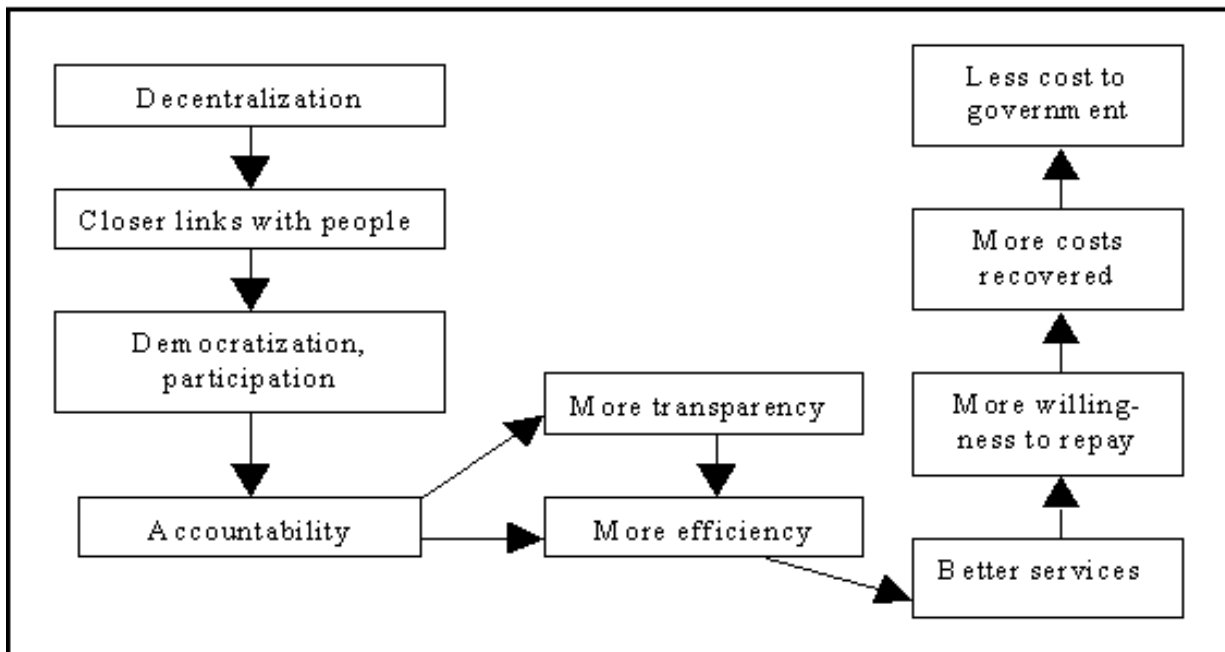 Decentralization
Closer links with people
Democratization,
participation
Accountability
More transparency
More efficiency
Better services
More willing-
ness to repay
More costs
recovered
Less cost to
government